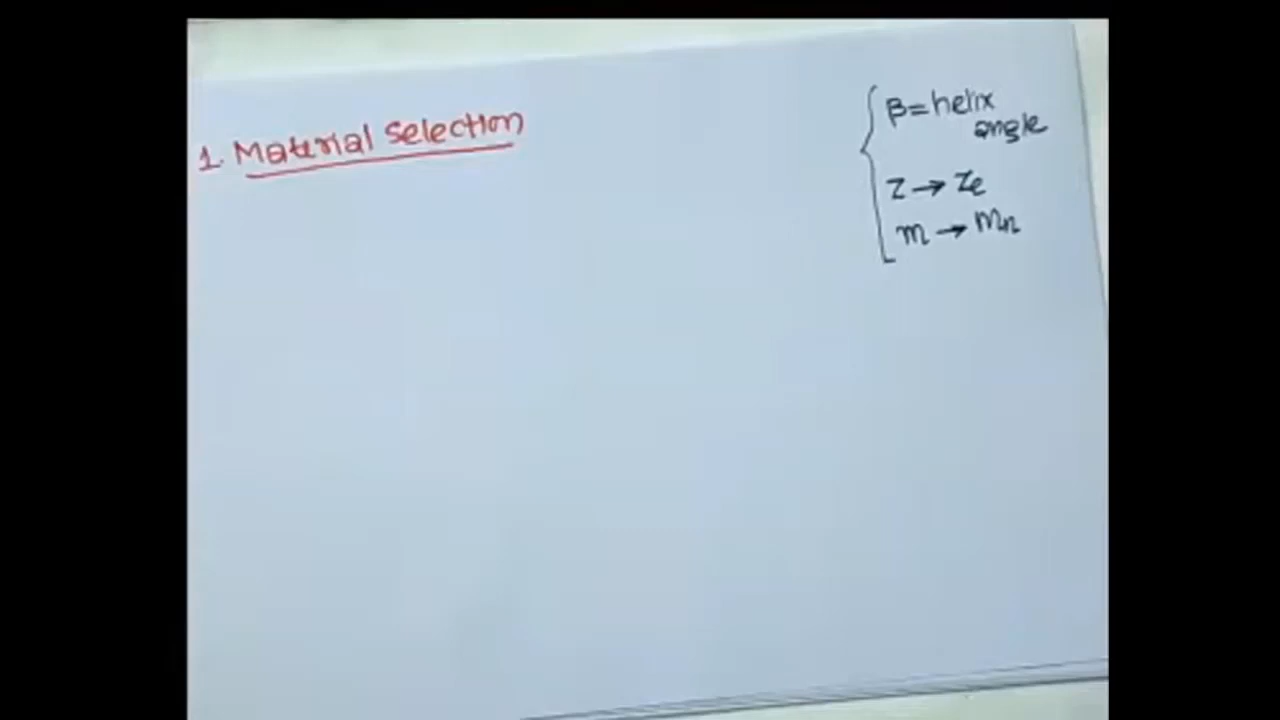 1. Material Selection
β = helix
angle
Z → Ze
m → mn